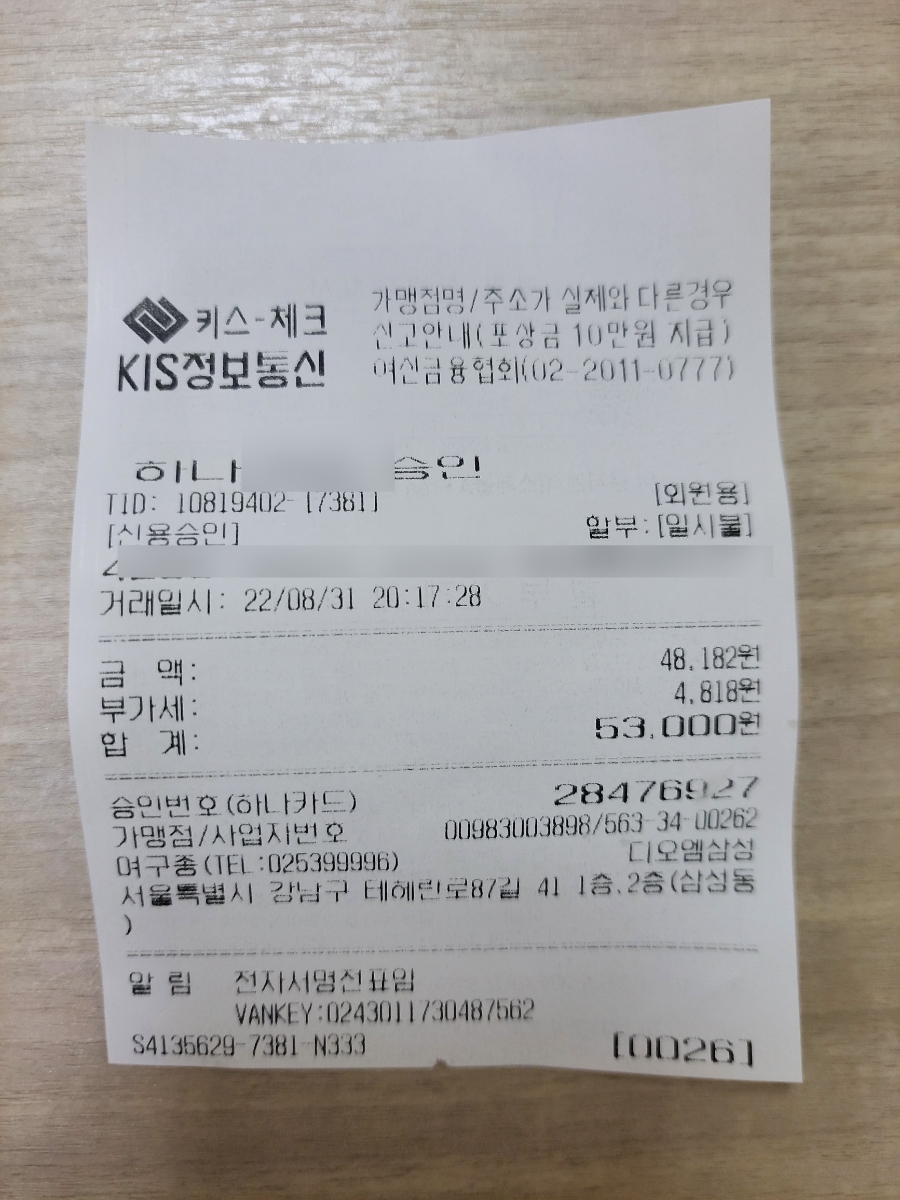 키스-체크
KIS정보통신
가맹점명/주소가 실제와 다른경우
신고안내(포상금 10만원 지급)
여신금융협회(02-2011-0777)
하나 승인
TID: 10819402- [7381] [회원용]
[신용승인] 할부:[일시불]
거래일시: 22/08/31 20:17:28
금 액: 48,182원
부가세: 4,818원
합 계: 53,000원
승인번호(하나카드) 28476927
가맹점/사업자번호 00983003898/563-34-00262
여구종(TEL:025399996) 디오엠삼성
서울특별시 강남구 테헤란로87길 41 1층,2층(삼성동
)
알 림 전자서명전표임
VANKEY:0243011730487562
S4135629-7381-N333 [0026]